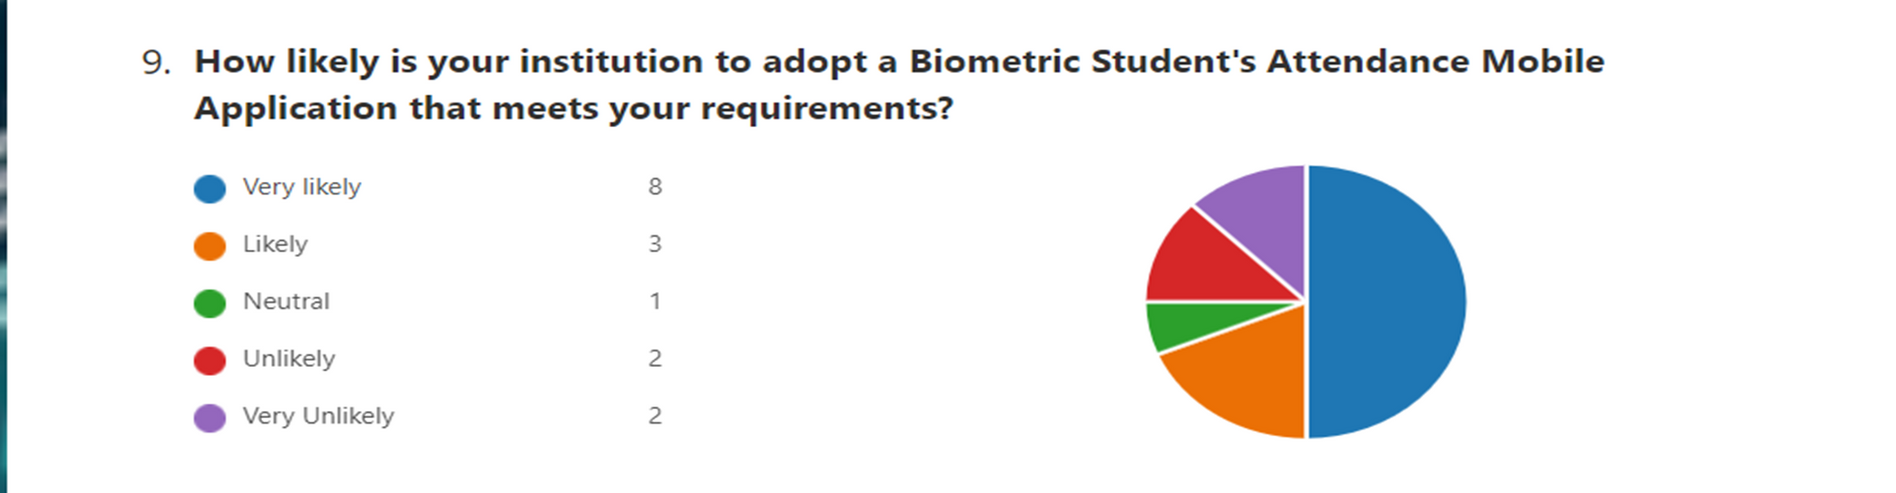 9. How likely is your institution to adopt a Biometric Student's Attendance Mobile
Application that meets your requirements?
Very likely 8
Likely 3
Neutral 1
Unlikely 2
Very Unlikely 2